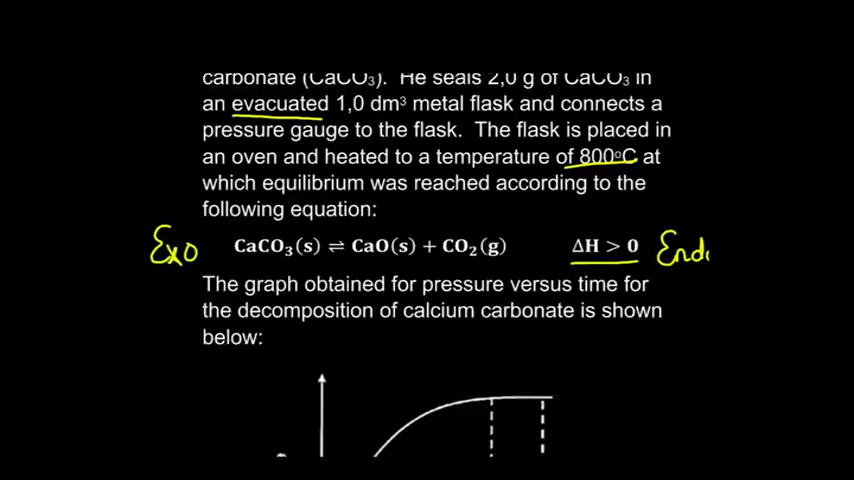 carbonate (CaCO₃). He seals 2,0 g of CaCO₃ in
an evacuated 1,0 dm³ metal flask and connects a
pressure gauge to the flask. The flask is placed in
an oven and heated to a temperature of 800°C at
which equilibrium was reached according to the
following equation:
Exo CaCO₃(s) ⇌ CaO(s) + CO₂(g) ΔH > 0 Endo
The graph obtained for pressure versus time for
the decomposition of calcium carbonate is shown
below: